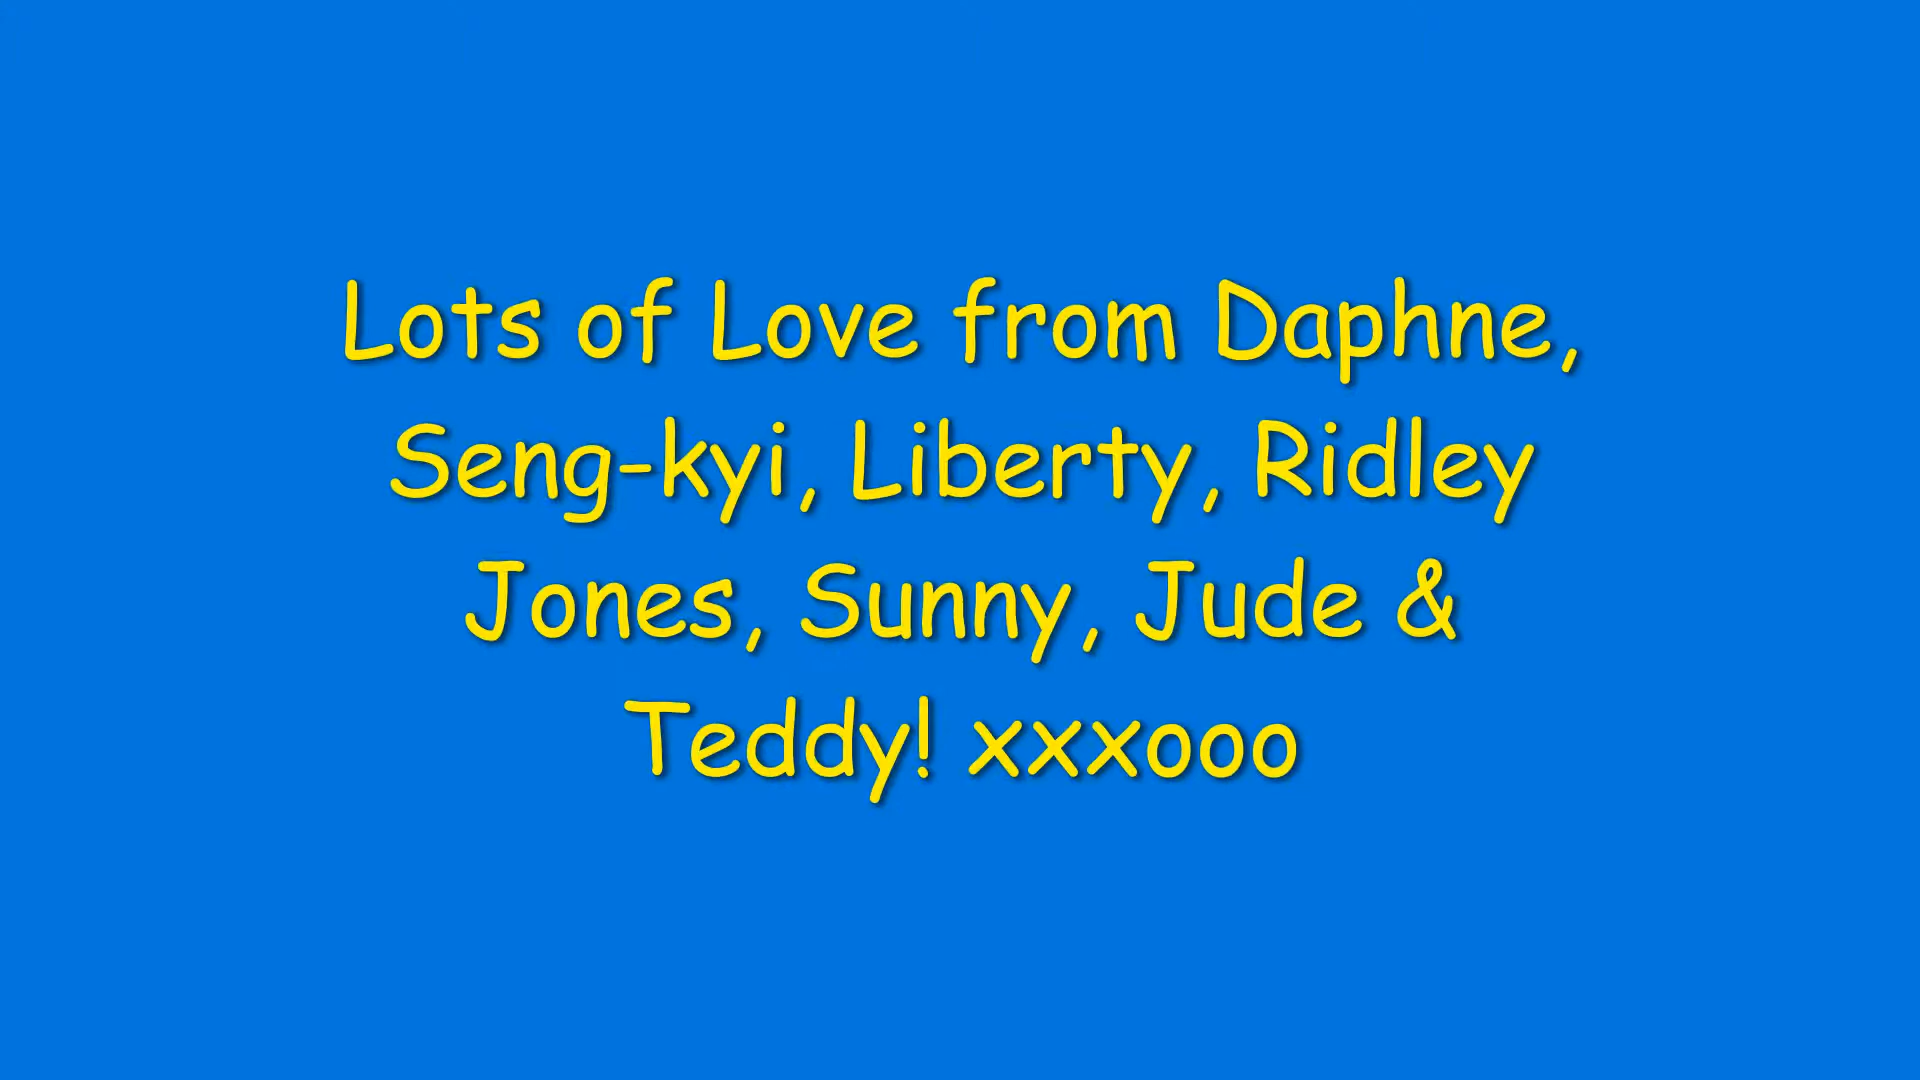 Lots of Love from Daphne,
Seng-kyi, Liberty, Ridley
Jones, Sunny, Jude &
Teddy! xxxooo